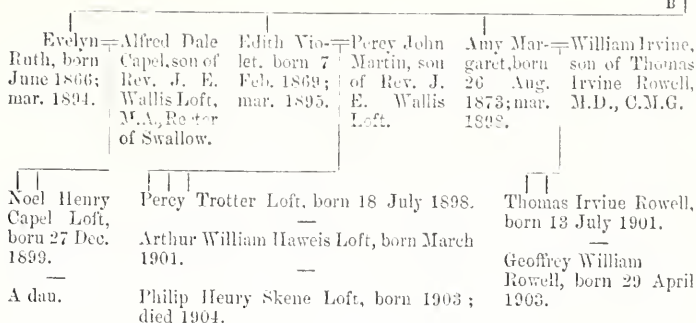 B
Evelyn=
Ruth, born
June 1866;
mar. 1894.
Alfred Dale
Capel, son of
Rev. J. E.
Wallis Loft,
M.A., Rector
of Swallow.
Edith Vio-
let. born 7
Feb. 1869;
mar. 1895.
=Percy John
Martin, son
of Rev. J.
E. Wallis
Loft.
Amy Mar-
garet, born
26 Aug.
1873; mar.
1898.
=William Irvine,
son of Thomas
Irvine Rowell,
M.D., C.M.G.
Noel Henry
Capel Loft,
born 27 Dec.
1899.
A dau.
Percy Trotter Loft, born 18 July 1898.
Arthur William Haweis Loft, born March
1901.
Philip Henry Skene Loft, born 1903 ;
died 1904.
Thomas Irvine Rowell,
born 13 July 1901.
Geoffrey William
Rowell, born 29 April
1903.